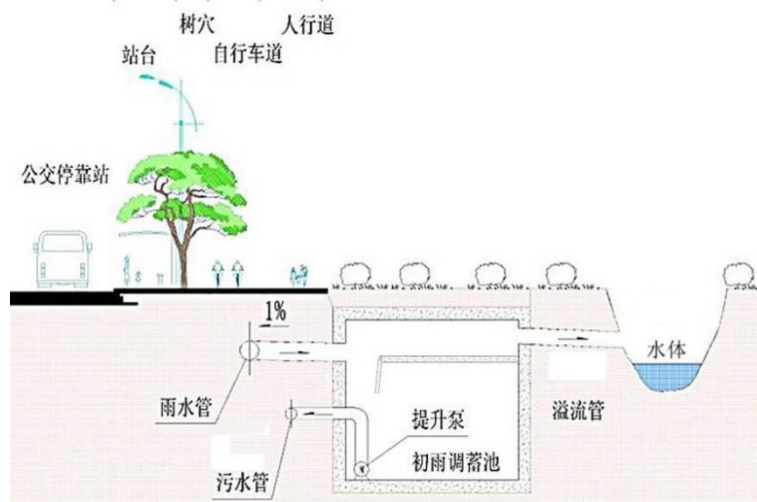 树穴 人行道
站台 自行车道
公交停靠站
1%
水体
雨水管
提升泵
溢流管
初雨调蓄池
污水管